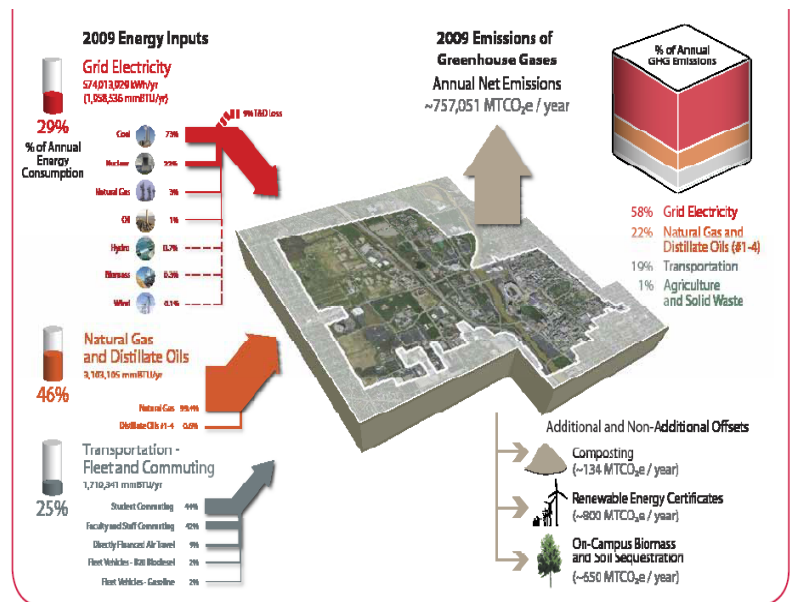 2009 Energy Inputs
Grid Electricity
574,013,929 kWh/yr
(1,958,536 mmBTU/yr)
29%
% of Annual
Energy
Consumption
9% T&D Loss
Coal 73%
Nuclear 22%
Natural Gas 3%
Oil 1%
Hydro 0.7%
Biomass 0.3%
Wind 0.1%
Natural Gas
and Distillate Oils
3,103,105 mmBTU/yr
46%
Natural Gas 99.4%
Distillate Oils #1-4 0.6%
Transportation -
Fleet and Commuting
25%
Student Commuting 44%
Faculty and Staff Commuting 42%
Directly Financed Air Travel 9%
Fleet Vehicles - B20 Biodiesel 2%
Fleet Vehicles - Gasoline 2%
2009 Emissions of
Greenhouse Gases
Annual Net Emissions
~757,051 MTCO₂e / year
% of Annual
GHG Emissions
58% Grid Electricity
22% Natural Gas and
Distillate Oils (#1-4)
19% Transportation
1% Agriculture
and Solid Waste
Additional and Non-Additional Offsets
Composting
(~134 MTCO₂e / year)
Renewable Energy Certificates
(~800 MTCO₂e / year)
On-Campus Biomass
and Soil Sequestration
(~650 MTCO₂e / year)